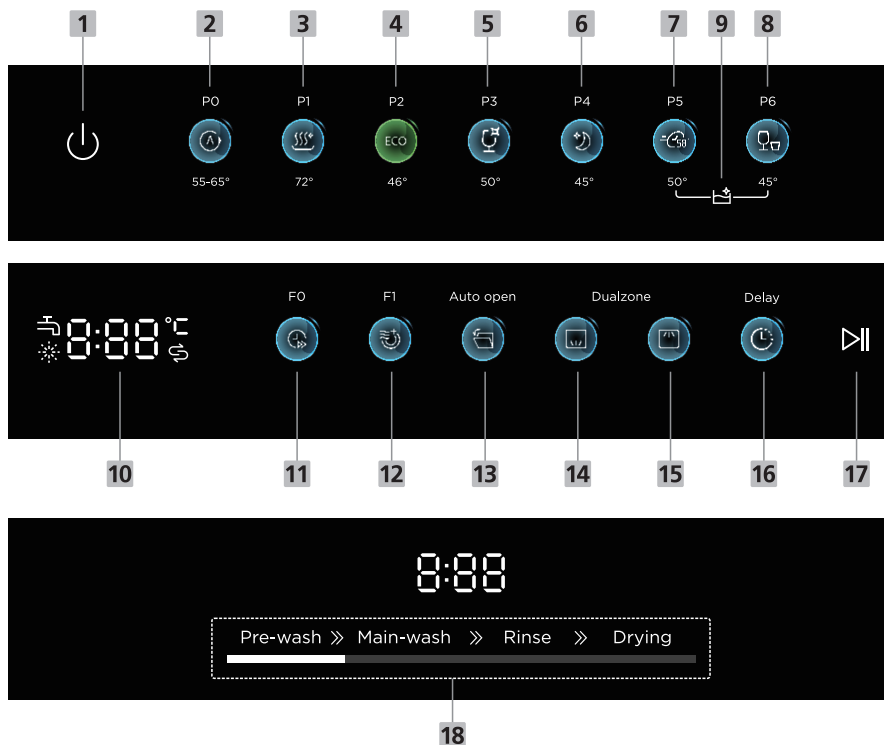 1 2 3 4 5 6 7 9 8
P0 P1 P2 P3 P4 P5 P6
A ECO 50'
55-65° 72° 46° 50° 45° 50° 45°
F0 F1 Auto open Dualzone Delay
8:88 °C
10 11 12 13 14 15 16 17
8:88
Pre-wash Main-wash Rinse Drying
18